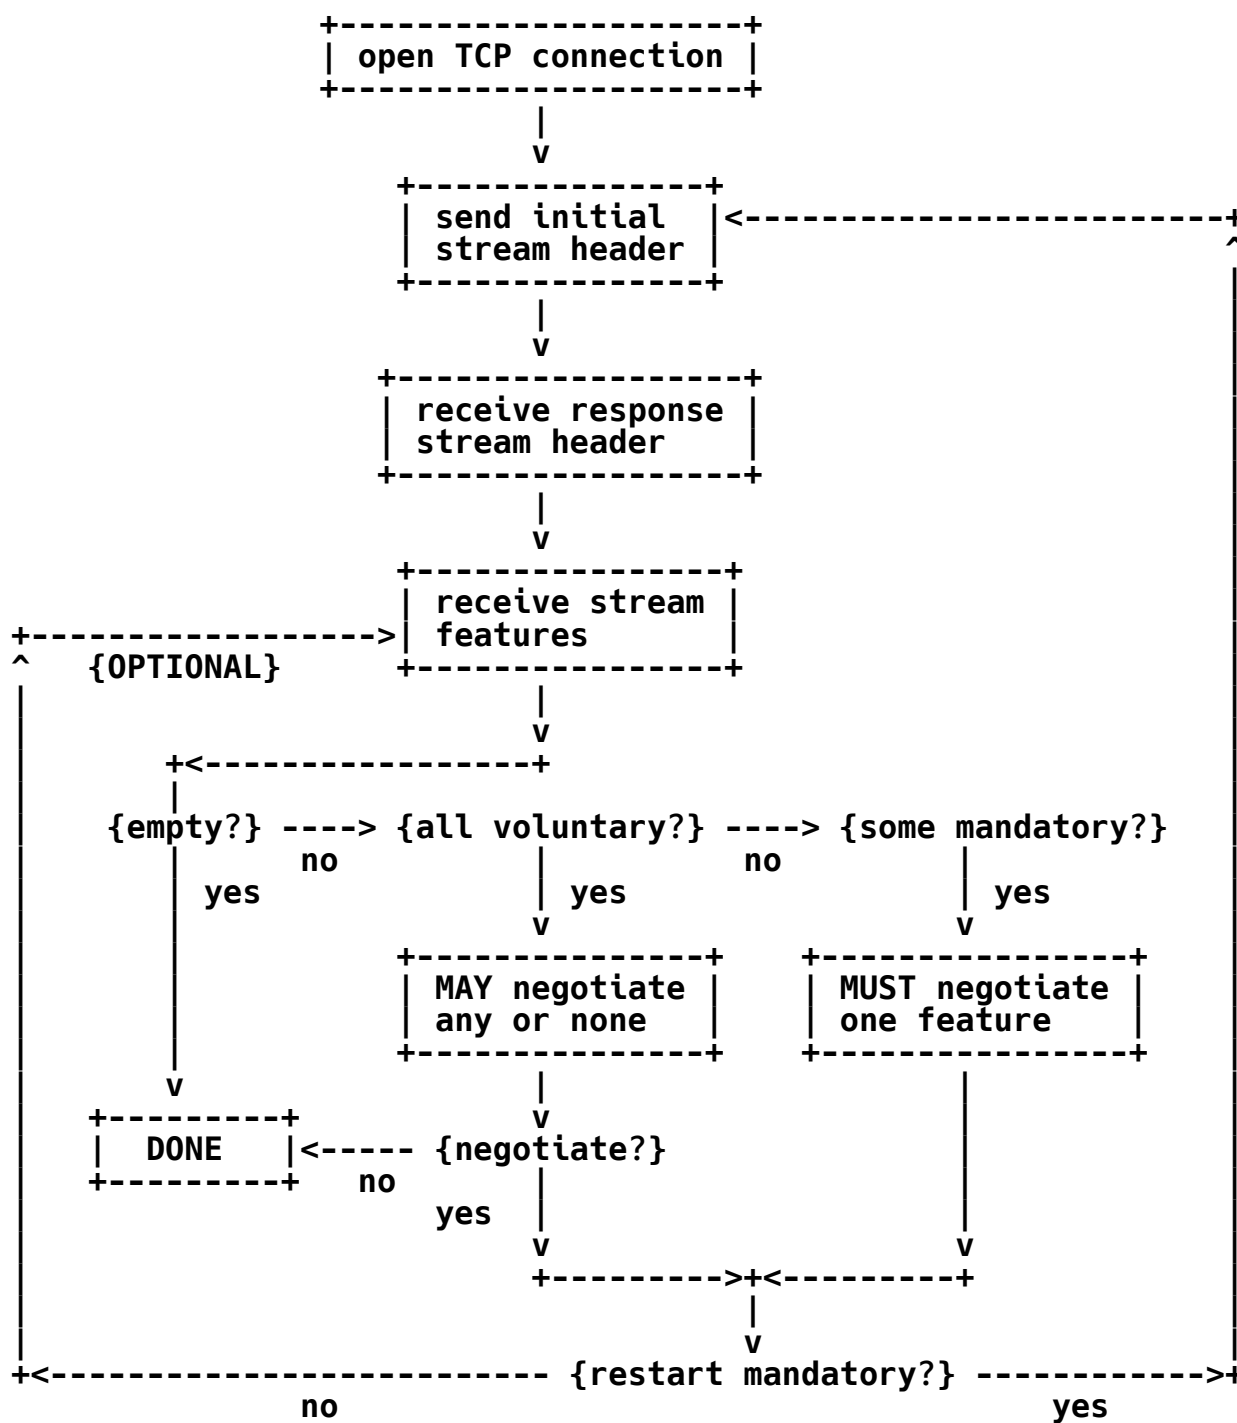 open TCP connection
send initial
stream header
receive response
stream header
receive stream
features
{OPTIONAL}
{empty?} ----> {all voluntary?} ----> {some mandatory?}
no no
yes yes yes
MAY negotiate MUST negotiate
any or none one feature
DONE <----- {negotiate?}
no
yes
{restart mandatory?}
no yes